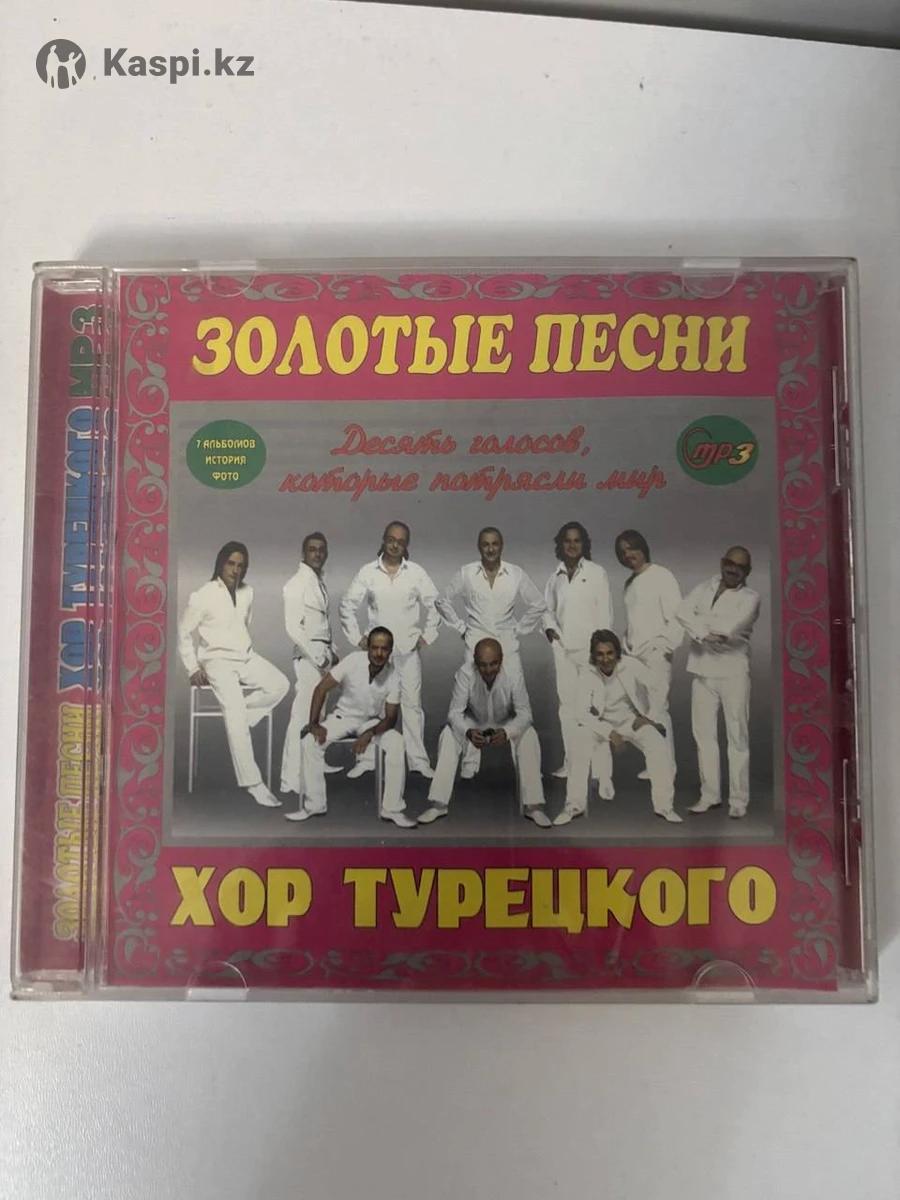 Kaspi.kz
ЗОЛОТЫЕ ПЕСНИ
7 АЛЬБОМОВ
ИСТОРИЯ
ФОТО
Десять голосов,
которые потрясли мир
mp3
ХОР ТУРЕЦКОГО
ЗОЛОТЫЕ ПЕСНИ ХОР ТУРЕЦКОГО MP3